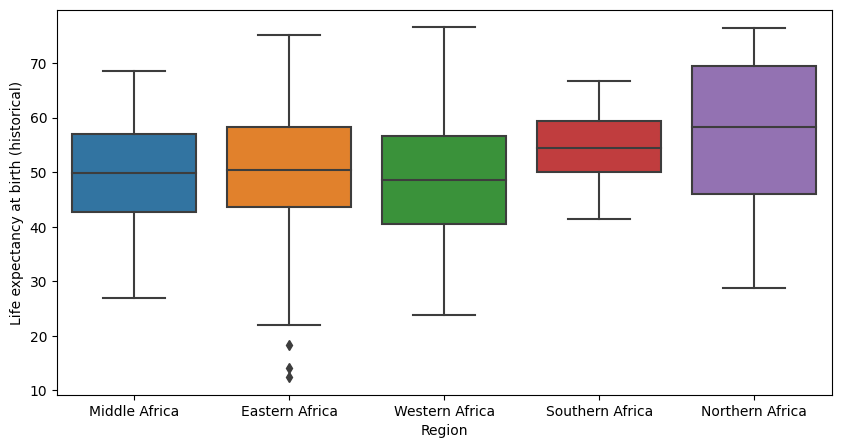 Life expectancy at birth (historical)
70
60
50
40
30
20
10
Middle Africa
Eastern Africa
Western Africa
Southern Africa
Northern Africa
Region